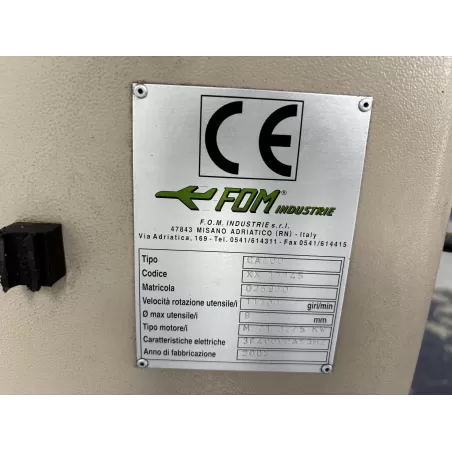 CE
FOM® INDUSTRIE
F.O.M. INDUSTRIE s.r.l.
47843 MISANO ADRIATICO (RN) - Italy
Via Adriatica, 169 - Tel. 0541/614311 - Fax 0541/614415
Tipo
Codice
Matricola
Velocità rotazione utensile/i giri/min
Ø max utensile/i 8 mm
Tipo motore/i
Caratteristiche elettriche
Anno di fabbricazione